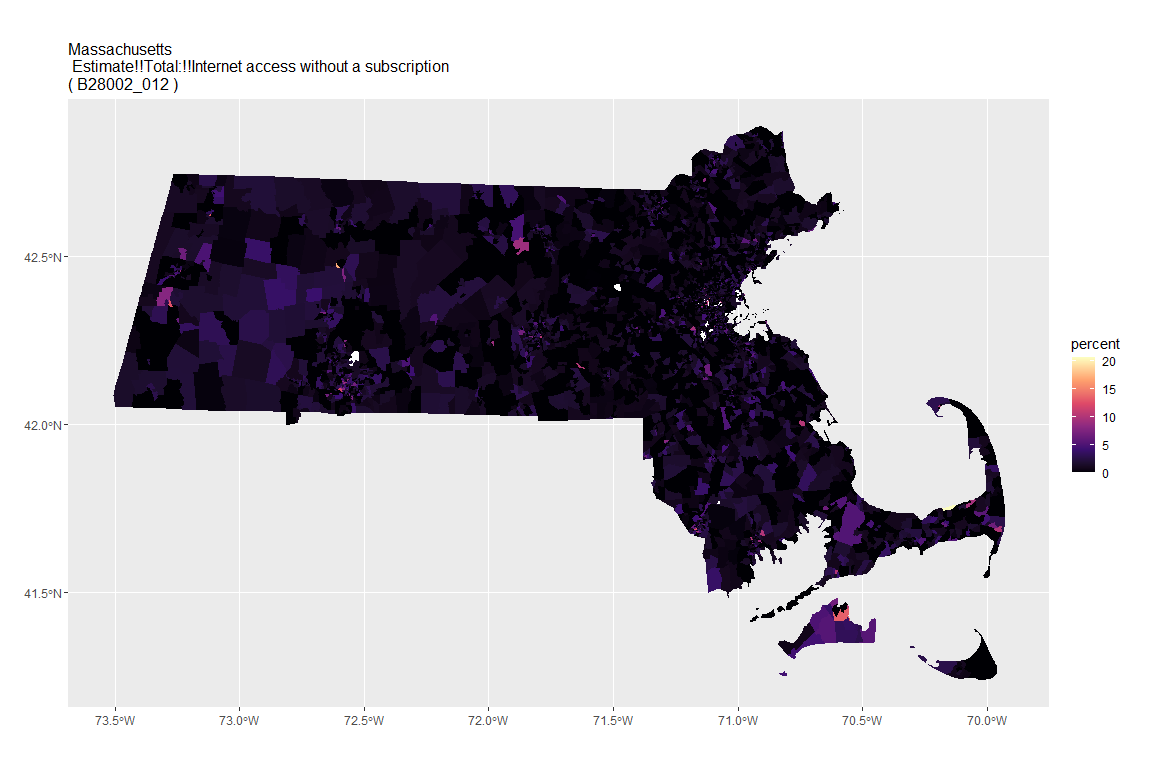 Massachusetts
Estimate!!Total:!!Internet access without a subscription
( B28002_012 )
42.5°N
42.0°N
41.5°N
73.5°W 73.0°W 72.5°W 72.0°W 71.5°W 71.0°W 70.5°W 70.0°W
percent
20
15
10
5
0